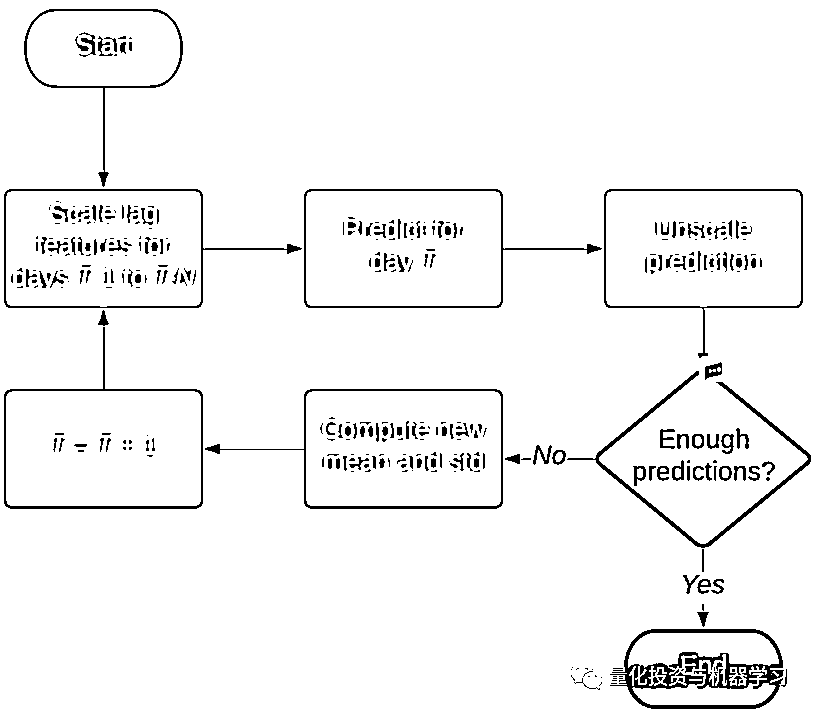 Start
Scale lag
features for
days T-1 to T-N
Predict for
day T
Unscale
prediction
Enough
predictions?
No
Compute new
mean and std
T = T + 1
Yes
End
量化投资与机器学习